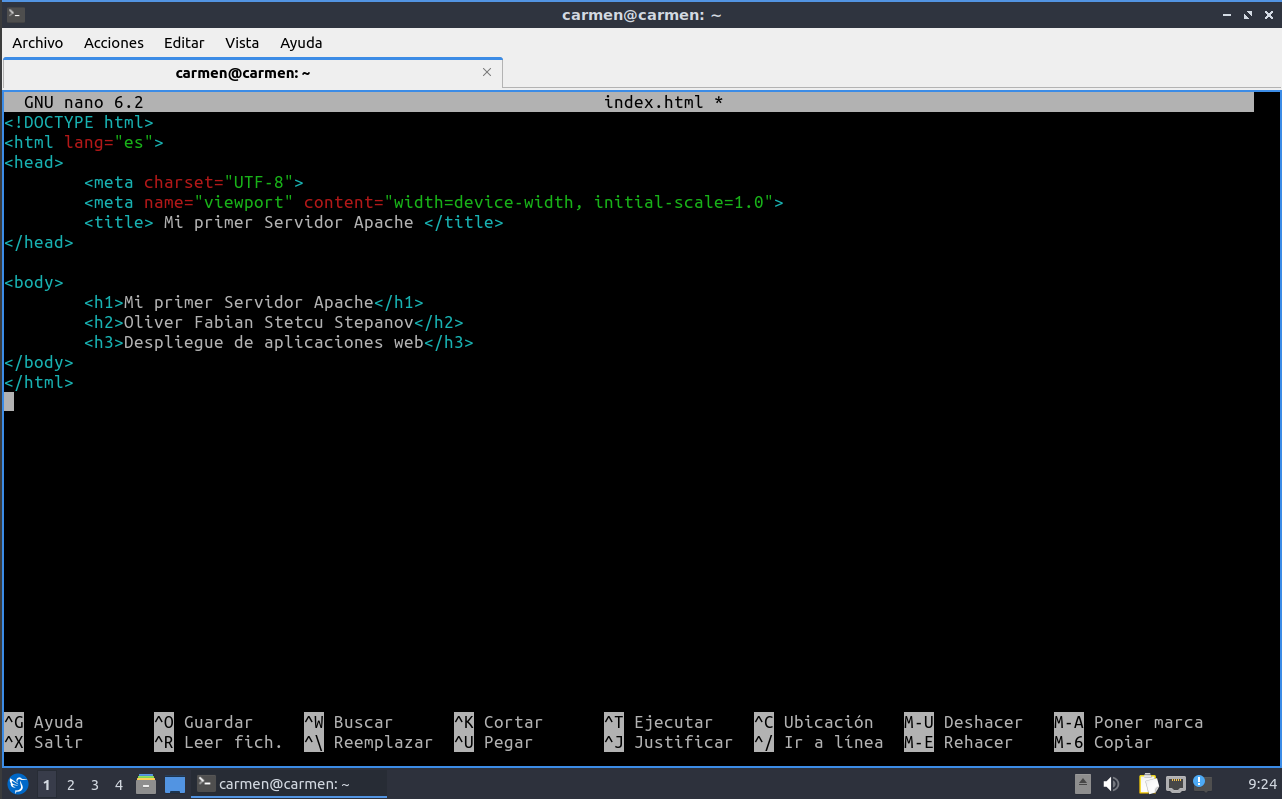 carmen@carmen: ~
Archivo Acciones Editar Vista Ayuda
carmen@carmen: ~
GNU nano 6.2 index.html *
<!DOCTYPE html>
<html lang="es">
<head>
        <meta charset="UTF-8">
        <meta name="viewport" content="width=device-width, initial-scale=1.0">
        <title> Mi primer Servidor Apache </title>
</head>

<body>
        <h1>Mi primer Servidor Apache</h1>
        <h2>Oliver Fabian Stetcu Stepanov</h2>
        <h3>Despliegue de aplicaciones web</h3>
</body>
</html>
^G Ayuda ^O Guardar ^W Buscar ^K Cortar ^T Ejecutar ^C Ubicación M-U Deshacer M-A Poner marca
^X Salir ^R Leer fich. ^\ Reemplazar ^U Pegar ^J Justificar ^/ Ir a línea M-E Rehacer M-6 Copiar
1 2 3 4 carmen@carmen: ~ 9:24